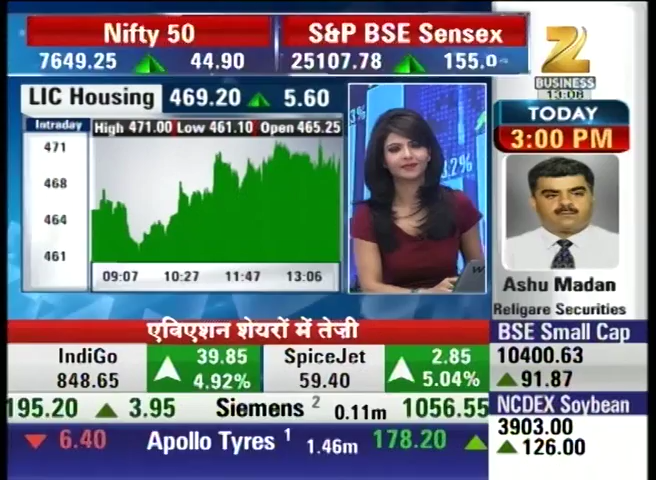 Nifty 50
7649.25 44.90
S&P BSE Sensex
25107.78 155.0
Z
BUSINESS
13:08
LIC Housing 469.20 5.60
Intraday High 471.00 Low 461.10 Open 465.25
471
468
464
461
09:07 10:27 11:47 13:06
3%
3.2%
TODAY
3:00 PM
Ashu Madan
Religare Securities
एविएशन शेयरों में तेज़ी
IndiGo 39.85
848.65 4.92%
SpiceJet 2.85
59.40 5.04%
BSE Small Cap
10400.63
91.87
NCDEX Soybean
3903.00
126.00
195.20 3.95 Siemens 2 0.11m 1056.55
6.40 Apollo Tyres 1 1.46m 178.20